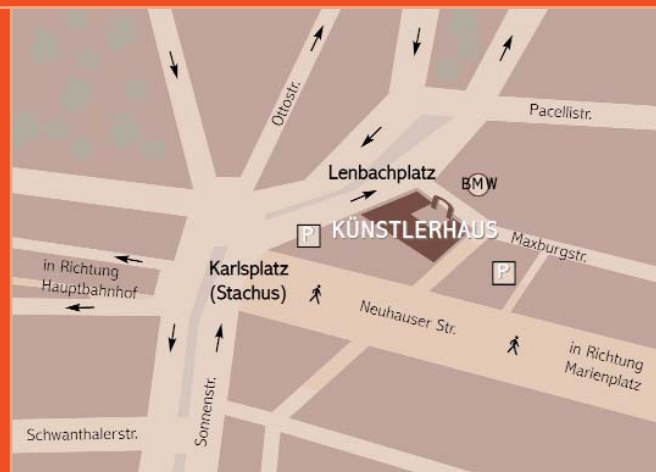 Ottostr.
Pacellistr.
Lenbachplatz
BMW
P
KÜNSTLERHAUS
Maxburgstr.
in Richtung
Hauptbahnhof
Karlsplatz
(Stachus)
P
Neuhauser Str.
in Richtung
Marienplatz
Sonnenstr.
Schwanthalerstr.